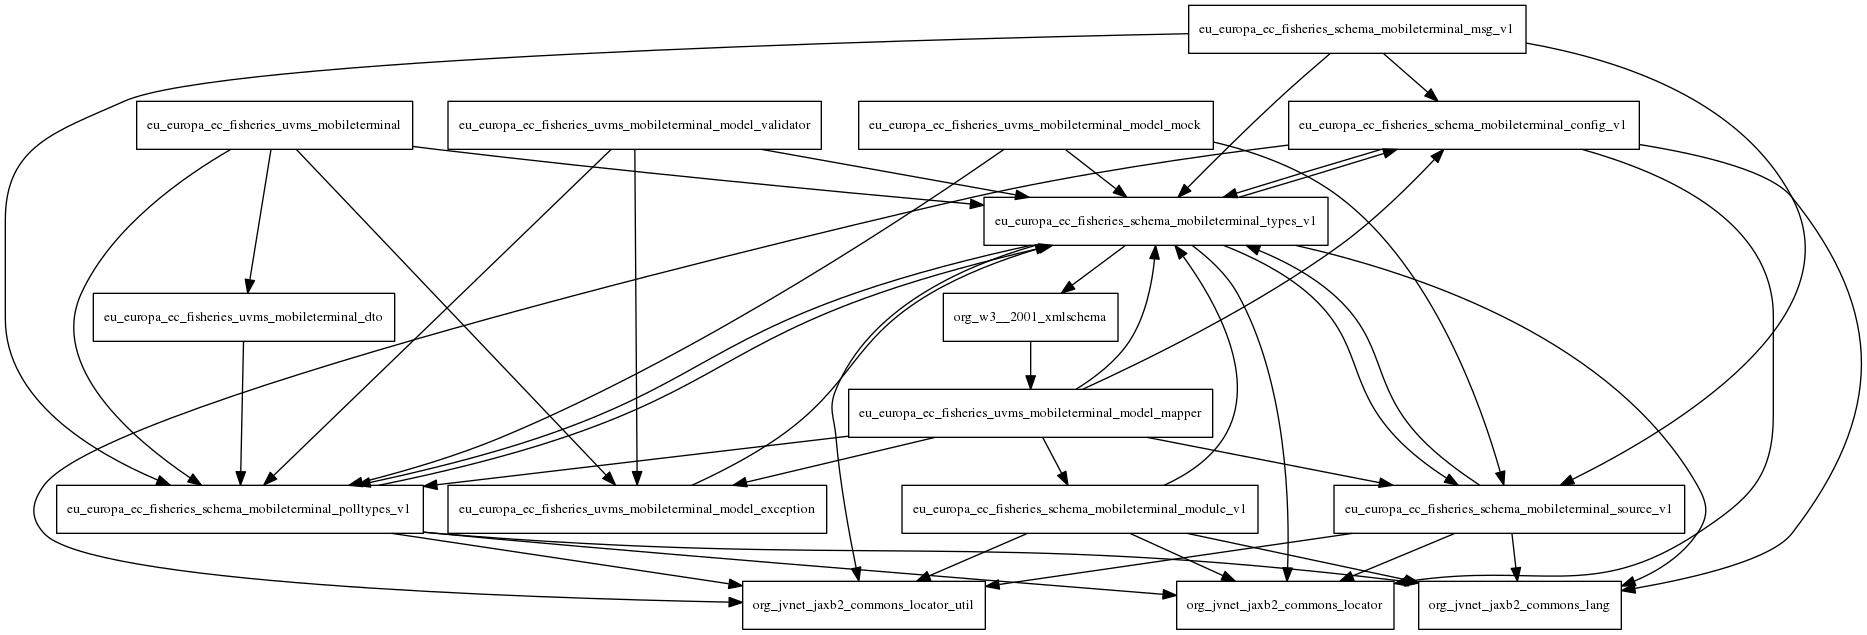 eu_europa_ec_fisheries_schema_mobileterminal_msg_v1
eu_europa_ec_fisheries_uvms_mobileterminal
eu_europa_ec_fisheries_uvms_mobileterminal_model_validator
eu_europa_ec_fisheries_uvms_mobileterminal_model_mock
eu_europa_ec_fisheries_schema_mobileterminal_config_v1
eu_europa_ec_fisheries_schema_mobileterminal_types_v1
eu_europa_ec_fisheries_uvms_mobileterminal_dto
org_w3__2001_xmlschema
eu_europa_ec_fisheries_uvms_mobileterminal_model_mapper
eu_europa_ec_fisheries_schema_mobileterminal_polltypes_v1
eu_europa_ec_fisheries_uvms_mobileterminal_model_exception
eu_europa_ec_fisheries_schema_mobileterminal_module_v1
eu_europa_ec_fisheries_schema_mobileterminal_source_v1
org_jvnet_jaxb2_commons_locator_util
org_jvnet_jaxb2_commons_locator
org_jvnet_jaxb2_commons_lang